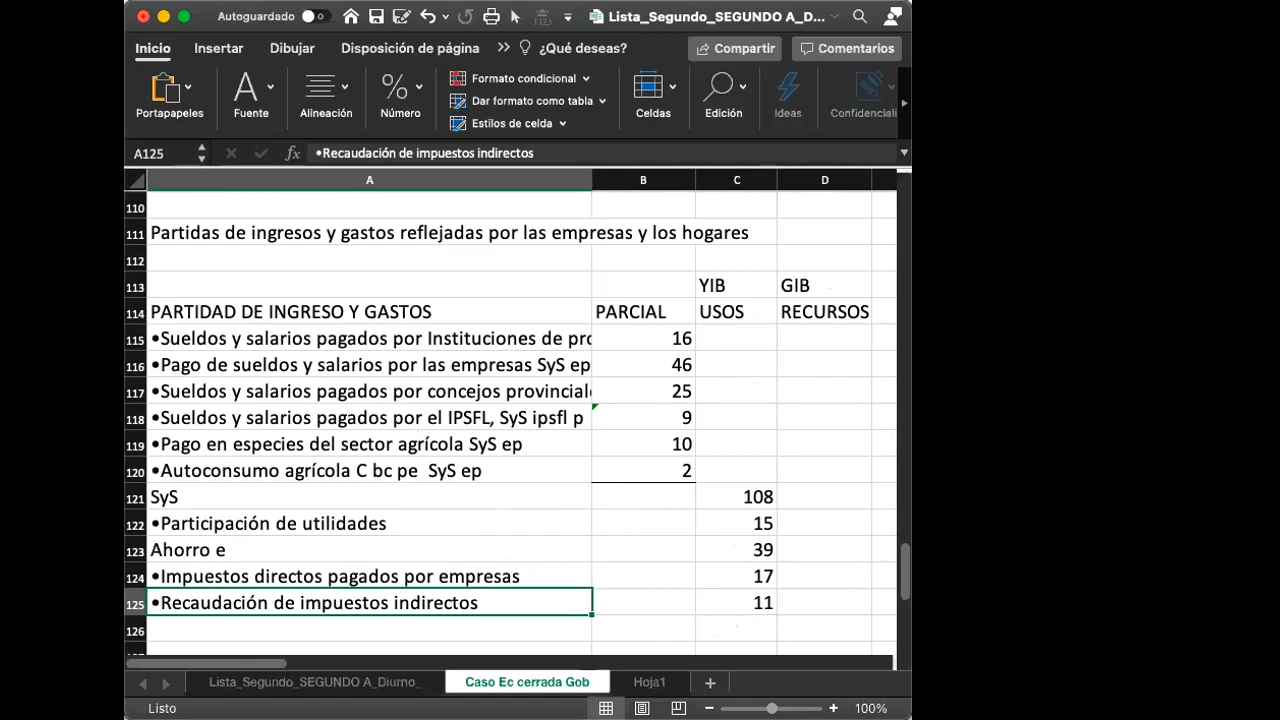 Autoguardado
Lista_Segundo_SEGUNDO A_D...
Inicio Insertar Dibujar Disposición de página >> ¿Qué deseas? Compartir Comentarios
Portapapeles Fuente Alineación Número Formato condicional Celdas Edición Ideas Confidenciali
Dar formato como tabla
Estilos de celda
A125 fx •Recaudación de impuestos indirectos
A B C D
110
111 Partidas de ingresos y gastos reflejadas por las empresas y los hogares
112
113 YIB GIB
114 PARTIDAD DE INGRESO Y GASTOS PARCIAL USOS RECURSOS
115 •Sueldos y salarios pagados por Instituciones de pro 16
116 •Pago de sueldos y salarios por las empresas SyS ep 46
117 •Sueldos y salarios pagados por concejos provinciale 25
118 •Sueldos y salarios pagados por el IPSFL, SyS ipsfl p 9
119 •Pago en especies del sector agrícola SyS ep 10
120 •Autoconsumo agrícola C bc pe SyS ep 2
121 SyS 108
122 •Participación de utilidades 15
123 Ahorro e 39
124 •Impuestos directos pagados por empresas 17
125 •Recaudación de impuestos indirectos 11
126
Lista_Segundo_SEGUNDO A_Diurno_ Caso Ec cerrada Gob Hoja1 +
Listo − + 100%